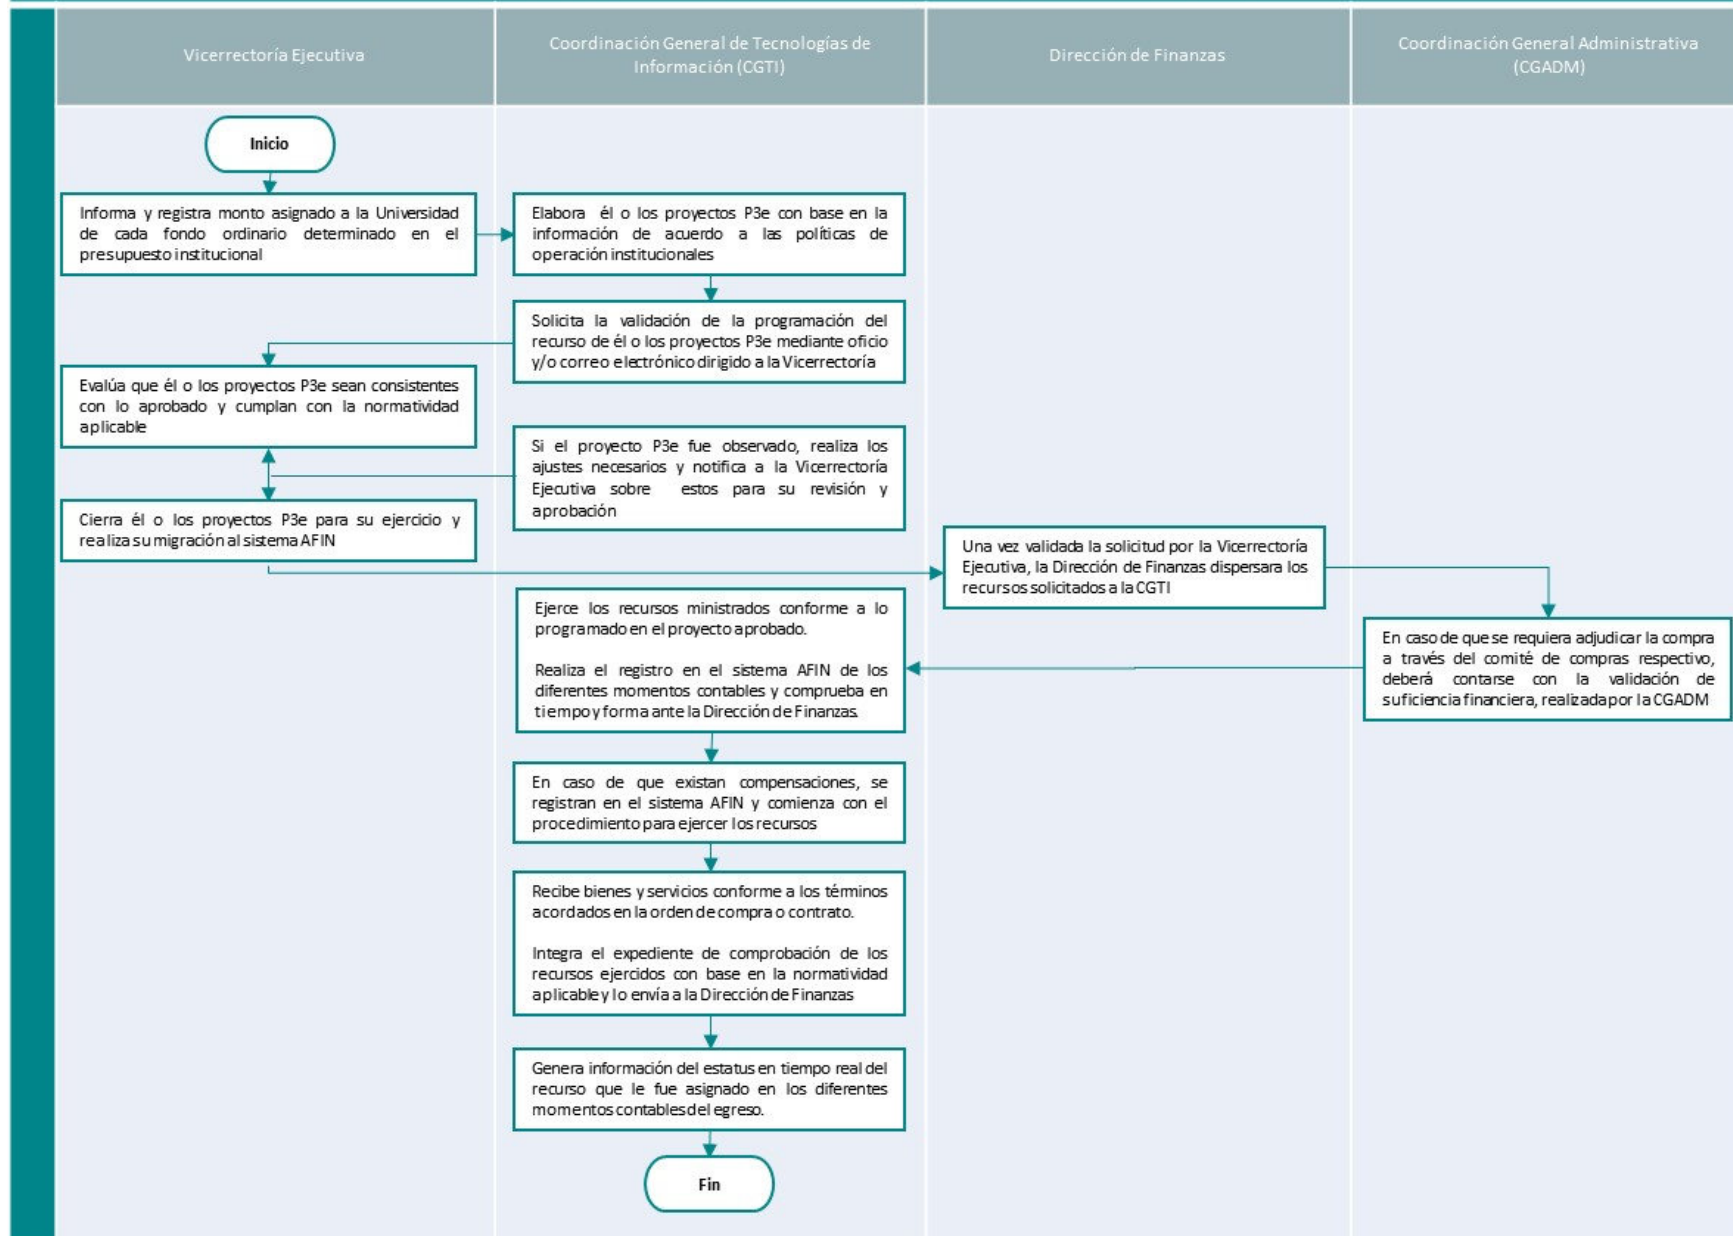 Vicerrectoría Ejecutiva
Coordinación General de Tecnologías de
Información (CGTI)
Dirección de Finanzas
Coordinación General Administrativa
(CGADM)
Inicio
Informa y registra monto asignado a la Universidad
de cada fondo ordinario determinado en el
presupuesto institucional
Elabora él o los proyectos P3e con base en la
información de acuerdo a las políticas de
operación institucionales
Solicita la validación de la programación del
recurso de él o los proyectos P3e mediante oficio
y/o correo electrónico dirigido a la Vicerrectoría
Evalúa que él o los proyectos P3e sean consistentes
con lo aprobado y cumplan con la normatividad
aplicable
Si el proyecto P3e fue observado, realiza los
ajustes necesarios y notifica a la Vicerrectoría
Ejecutiva sobre estos para su revisión y
aprobación
Cierra él o los proyectos P3e para su ejercicio y
realiza su migración al sistema AFIN
Una vez validada la solicitud por la Vicerrectoría
Ejecutiva, la Dirección de Finanzas dispersara los
recursos solicitados a la CGTI
En caso de que se requiera adjudicar la compra
a través del comité de compras respectivo,
deberá contarse con la validación de
suficiencia financiera, realizada por la CGADM
Ejerce los recursos ministrados conforme a lo
programado en el proyecto aprobado.
Realiza el registro en el sistema AFIN de los
diferentes momentos contables y comprueba en
tiempo y forma ante la Dirección de Finanzas.
En caso de que existan compensaciones, se
registran en el sistema AFIN y comienza con el
procedimiento para ejercer los recursos
Recibe bienes y servicios conforme a los términos
acordados en la orden de compra o contrato.
Integra el expediente de comprobación de los
recursos ejercidos con base en la normatividad
aplicable y lo envía a la Dirección de Finanzas
Genera información del estatus en tiempo real del
recurso que le fue asignado en los diferentes
momentos contables del egreso.
Fin